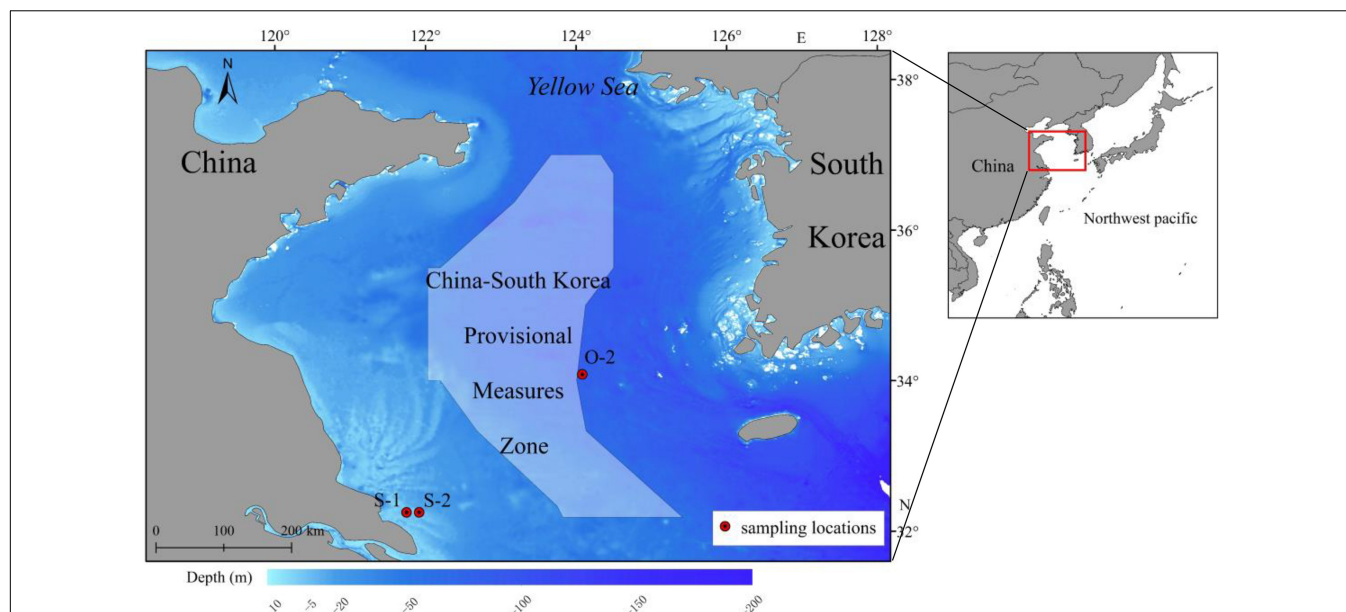 120° 122° 124° 126° E 128°
N
Yellow Sea
38°
China
South
Korea
36°
China-South Korea
Provisional
Measures
Zone
O-2
34°
S-1 S-2
N
32°
0 100 200 km
sampling locations
Depth (m)
10 -5 -20 -50 -100 -150 -200
China
Northwest pacific